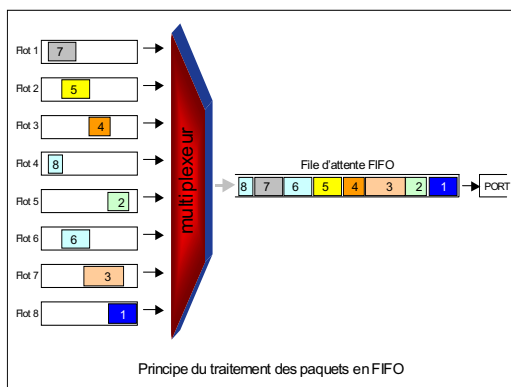 Flot 1
7
Flot 2
5
Flot 3
4
Flot 4
8
Flot 5
2
Flot 6
6
Flot 7
3
Flot 8
1
multiplexeur
File d'attente FIFO
8 7 6 5 4 3 2 1
PORT
Principe du traitement des paquets en FIFO